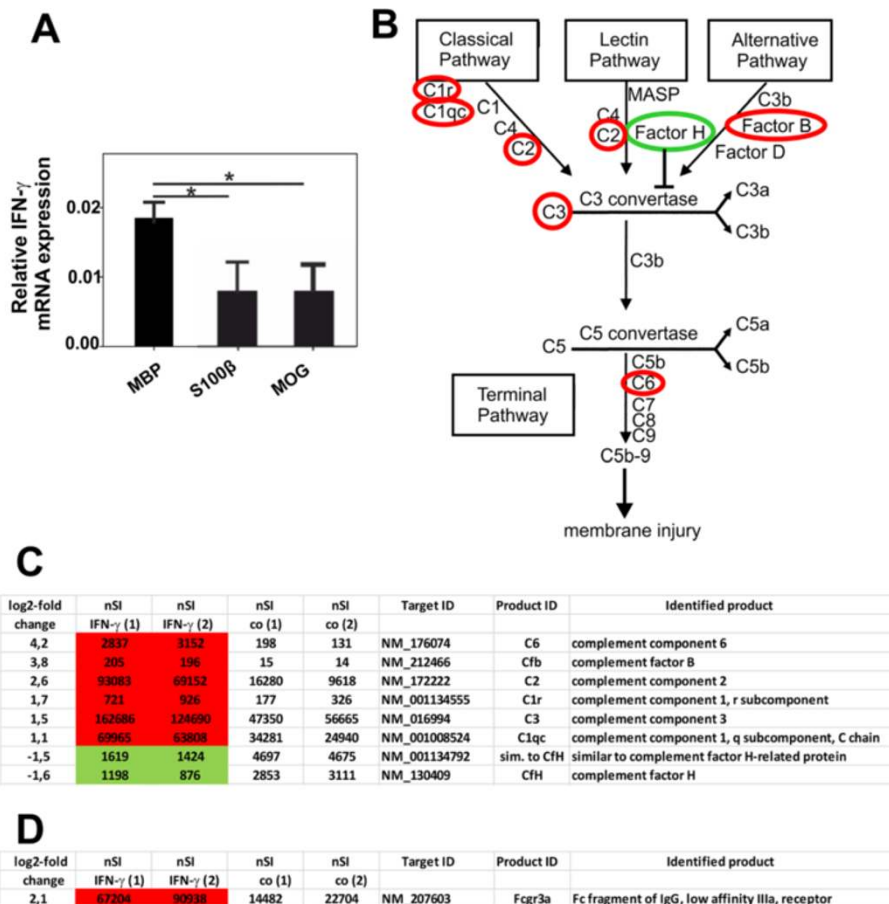 A
Relative IFN-γ
mRNA expression
0.02
0.01
0.00
*
*
MBP
S100β
MOG
B
Classical
Pathway
Lectin
Pathway
Alternative
Pathway
C1r
C1qc
C1
C4
C2
MASP
C4
C2
Factor H
C3b
Factor B
Factor D
C3
C3 convertase
C3a
C3b
C3b
C5
C5 convertase
C5a
C5b
Terminal
Pathway
C5b
C6
C7
C8
C9
C5b-9
membrane injury
C
log2-fold nSI nSI nSI nSI Target ID Product ID Identified product
change IFN-γ (1) IFN-γ (2) co (1) co (2)
4,2 2837 3152 198 131 NM_176074 C6 complement component 6
3,8 205 196 15 14 NM_212466 Cfb complement factor B
2,6 93083 69152 16280 9618 NM_172222 C2 complement component 2
1,7 721 926 177 326 NM_001134555 C1r complement component 1, r subcomponent
1,5 162686 124690 47350 56665 NM_016994 C3 complement component 3
1,1 69965 63808 34281 24940 NM_001008524 C1qc complement component 1, q subcomponent, C chain
-1,5 1619 1424 4697 4675 NM_001134792 sim. to CfH similar to complement factor H-related protein
-1,6 1198 876 2853 3111 NM_130409 CfH complement factor H
D
log2-fold nSI nSI nSI nSI Target ID Product ID Identified product
change IFN-γ (1) IFN-γ (2) co (1) co (2)
2,1 67204 90938 14482 22704 NM_207603 Fcgr3a Fc fragment of IgG, low affinity IIIa, receptor